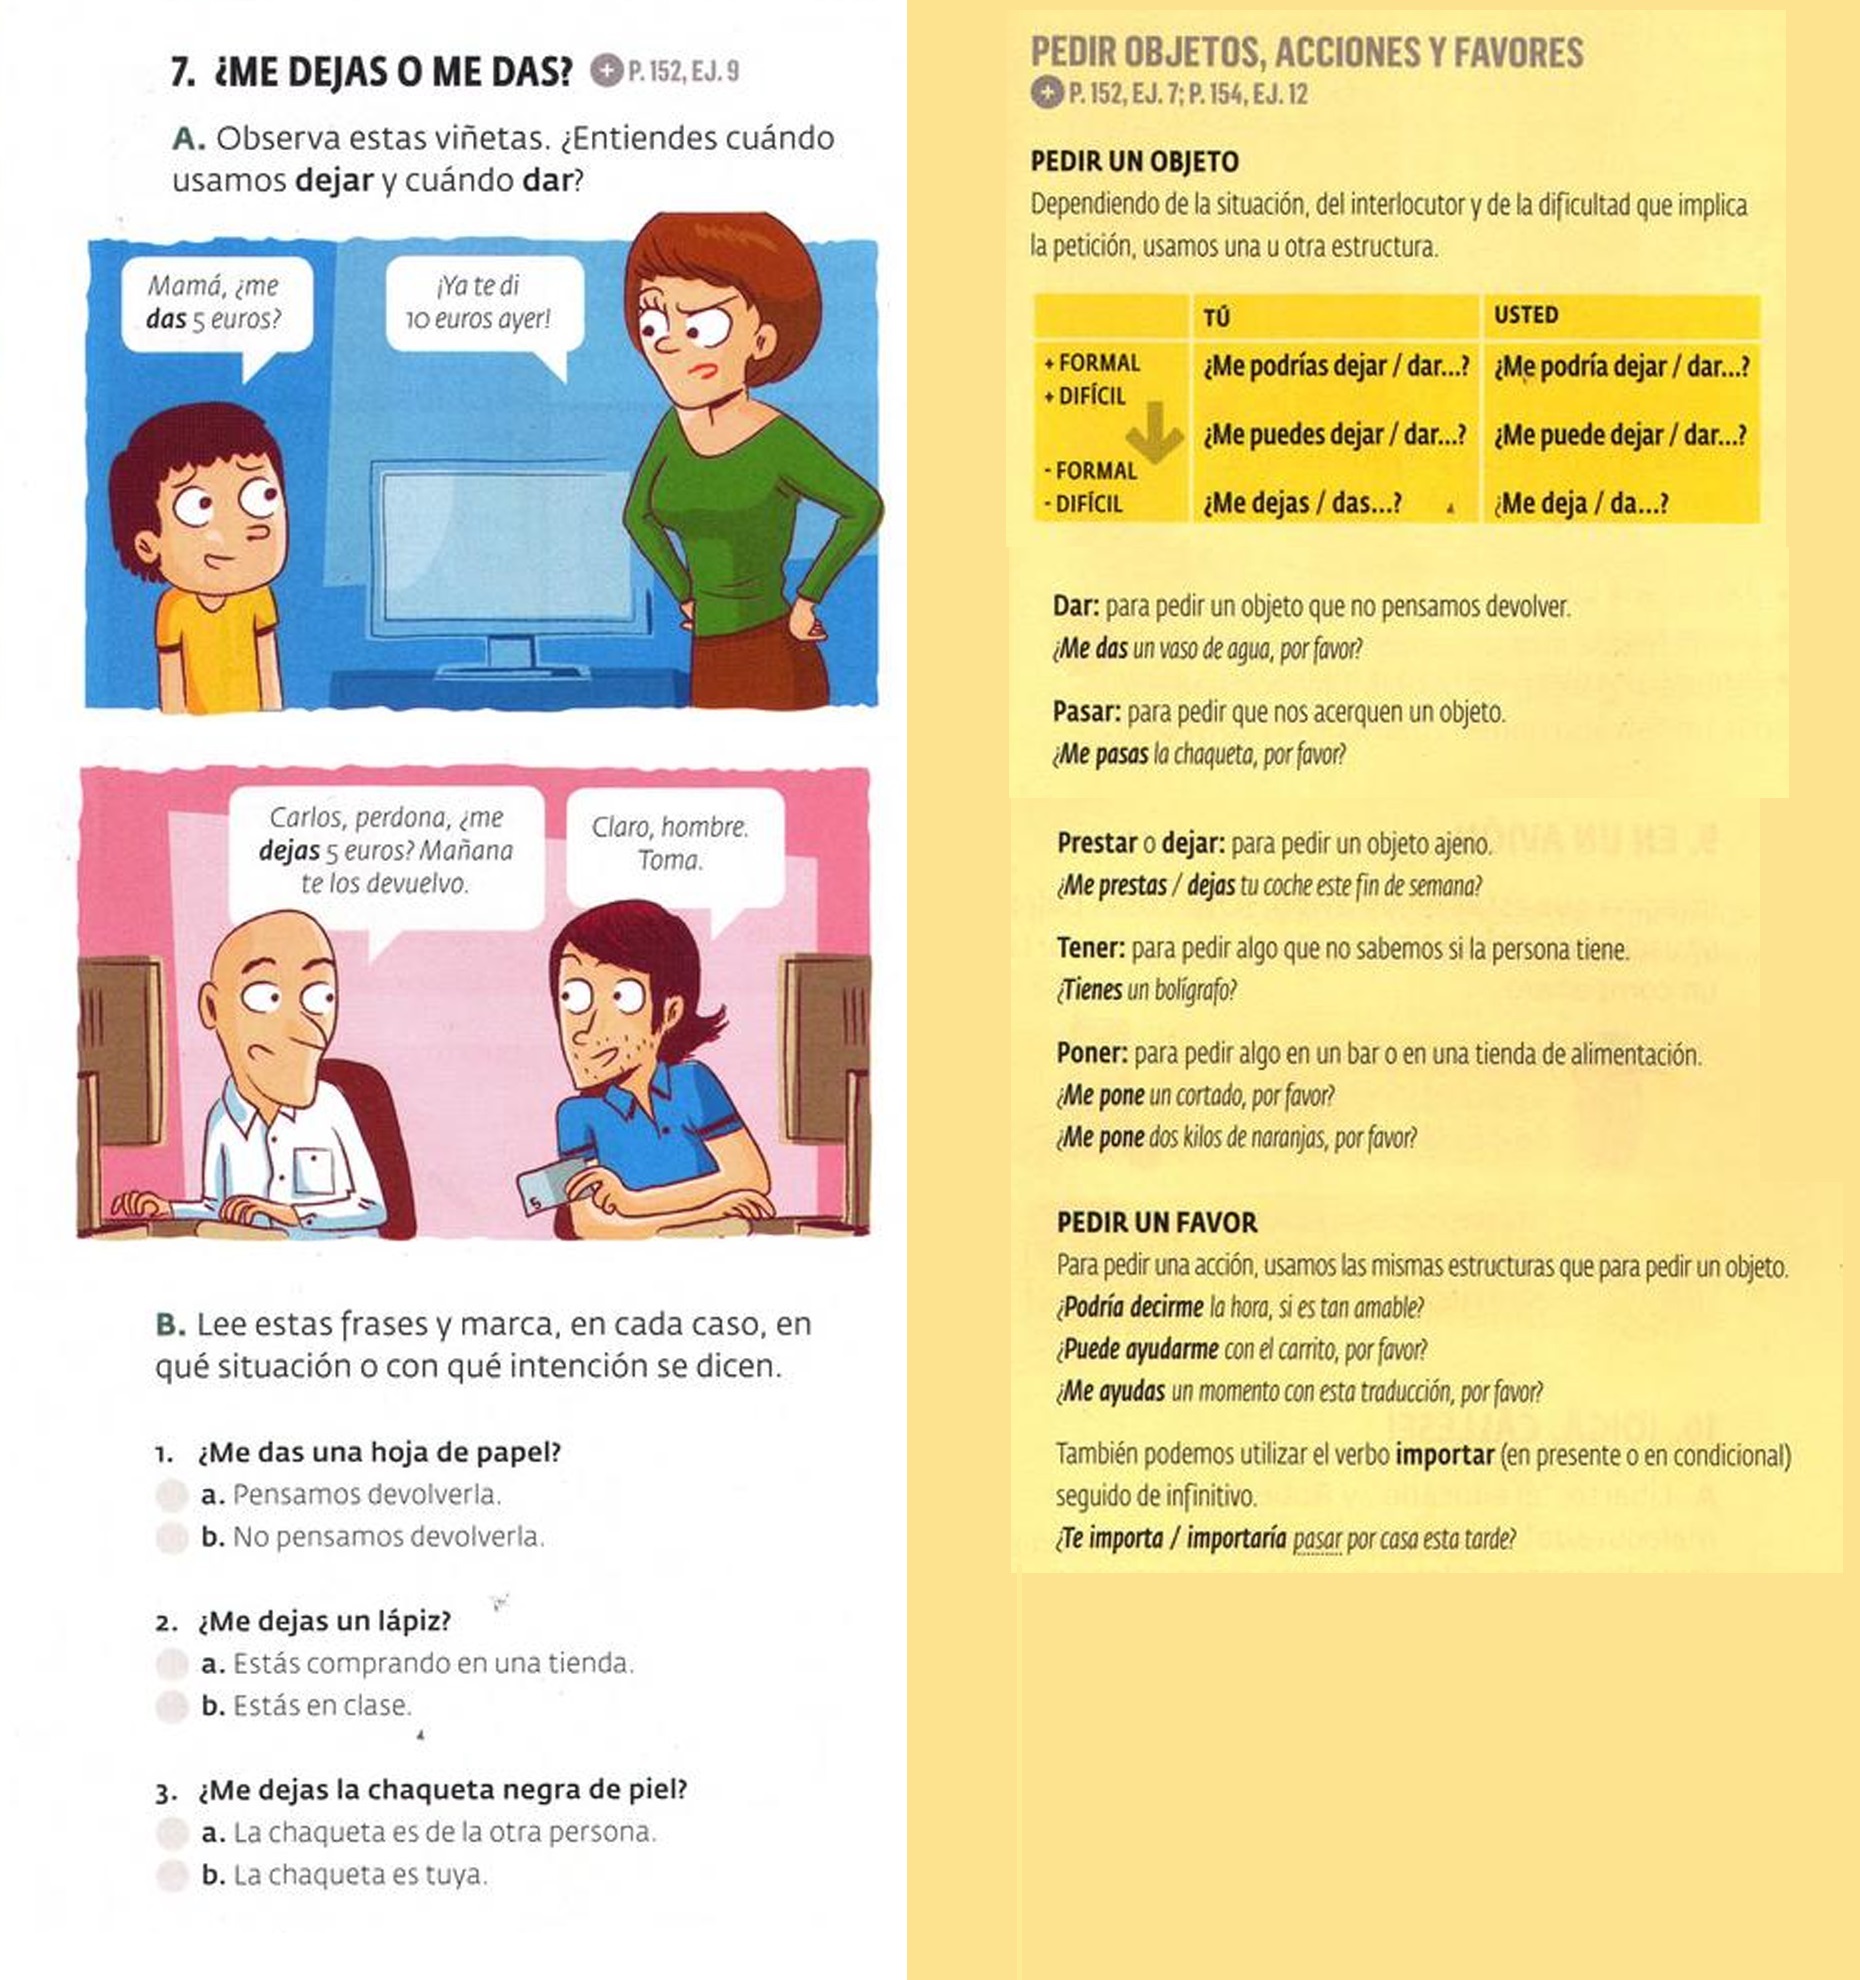 7. ¿ME DEJAS O ME DAS? + P. 152, EJ. 9
A. Observa estas viñetas. ¿Entiendes cuándo
usamos dejar y cuándo dar?
Mamá, ¿me
das 5 euros?
¡Ya te di
10 euros ayer!
Carlos, perdona, ¿me
dejas 5 euros? Mañana
te los devuelvo.
Claro, hombre.
Toma.
5
B. Lee estas frases y marca, en cada caso, en
qué situación o con qué intención se dicen.
1. ¿Me das una hoja de papel?
a. Pensamos devolverla.
b. No pensamos devolverla.
2. ¿Me dejas un lápiz?
a. Estás comprando en una tienda.
b. Estás en clase.
3. ¿Me dejas la chaqueta negra de piel?
a. La chaqueta es de la otra persona.
b. La chaqueta es tuya.
PEDIR OBJETOS, ACCIONES Y FAVORES
+ P. 152, EJ. 7; P. 154, EJ. 12
PEDIR UN OBJETO
Dependiendo de la situación, del interlocutor y de la dificultad que implica
la petición, usamos una u otra estructura.
TÚ USTED
+ FORMAL ¿Me podrías dejar / dar...? ¿Me podría dejar / dar...?
+ DIFÍCIL
¿Me puedes dejar / dar...? ¿Me puede dejar / dar...?
- FORMAL
- DIFÍCIL ¿Me dejas / das...? ¿Me deja / da...?
Dar: para pedir un objeto que no pensamos devolver.
¿Me das un vaso de agua, por favor?
Pasar: para pedir que nos acerquen un objeto.
¿Me pasas la chaqueta, por favor?
Prestar o dejar: para pedir un objeto ajeno.
¿Me prestas / dejas tu coche este fin de semana?
Tener: para pedir algo que no sabemos si la persona tiene.
¿Tienes un bolígrafo?
Poner: para pedir algo en un bar o en una tienda de alimentación.
¿Me pone un cortado, por favor?
¿Me pone dos kilos de naranjas, por favor?
PEDIR UN FAVOR
Para pedir una acción, usamos las mismas estructuras que para pedir un objeto.
¿Podría decirme la hora, si es tan amable?
¿Puede ayudarme con el carrito, por favor?
¿Me ayudas un momento con esta traducción, por favor?
También podemos utilizar el verbo importar (en presente o en condicional)
seguido de infinitivo.
¿Te importa / importaría pasar por casa esta tarde?